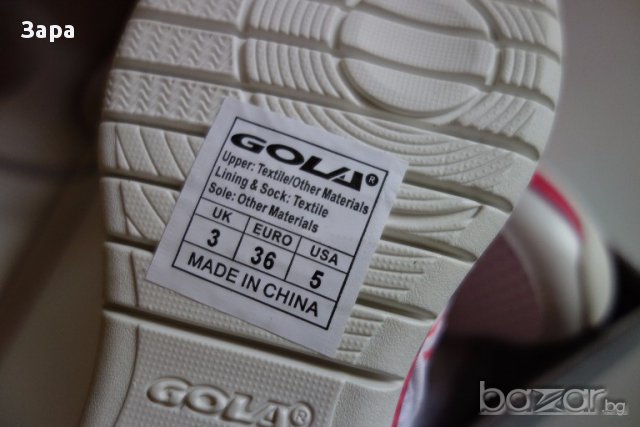 Зара
GOLA®
Upper: Textile/Other Materials
Lining & Sock: Textile
Sole: Other Materials
UK EURO USA
3 36 5
MADE IN CHINA
GOLA®
bazar.bg